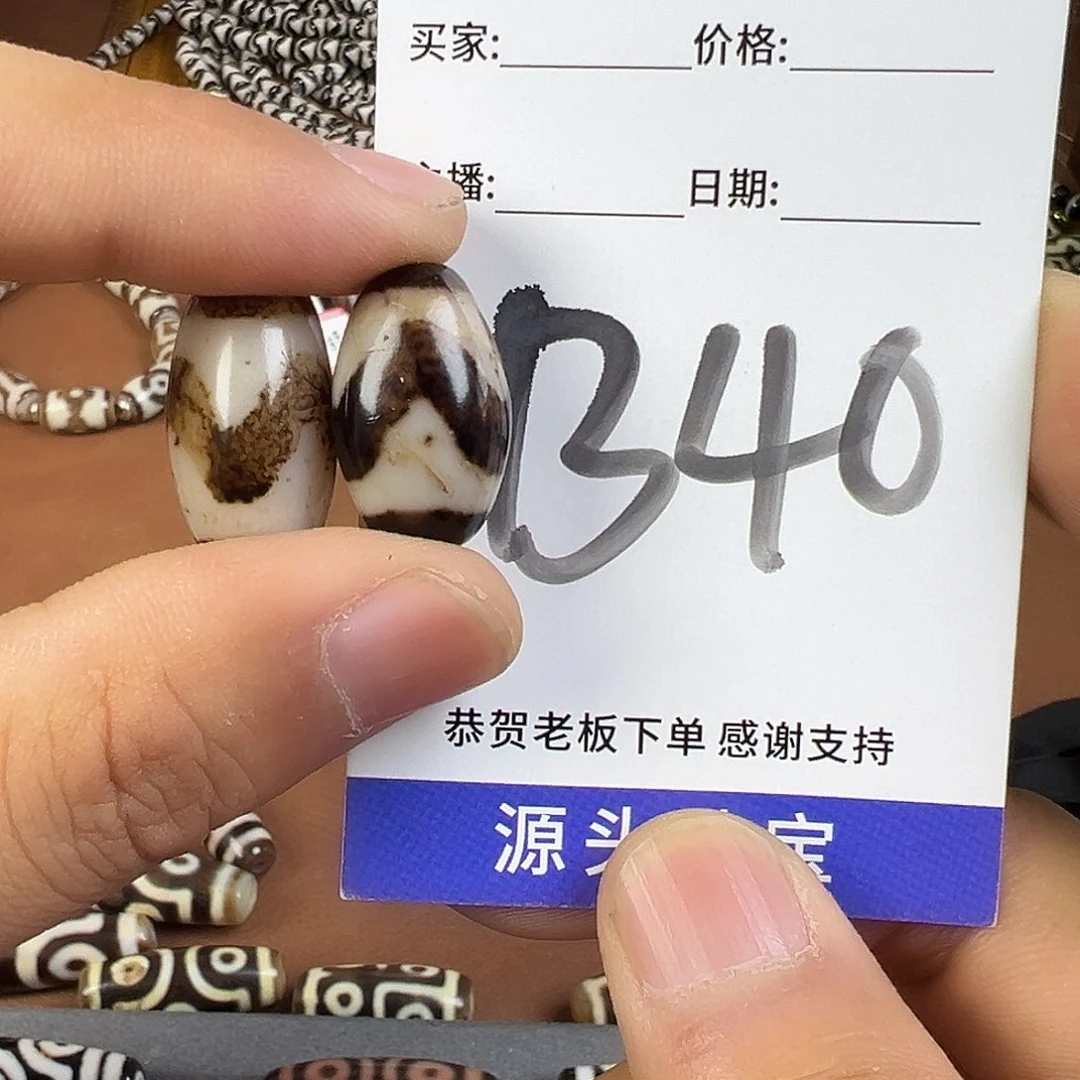 买家: 价格:
播: 日期:
B40
恭贺老板下单 感谢支持
源头 宝